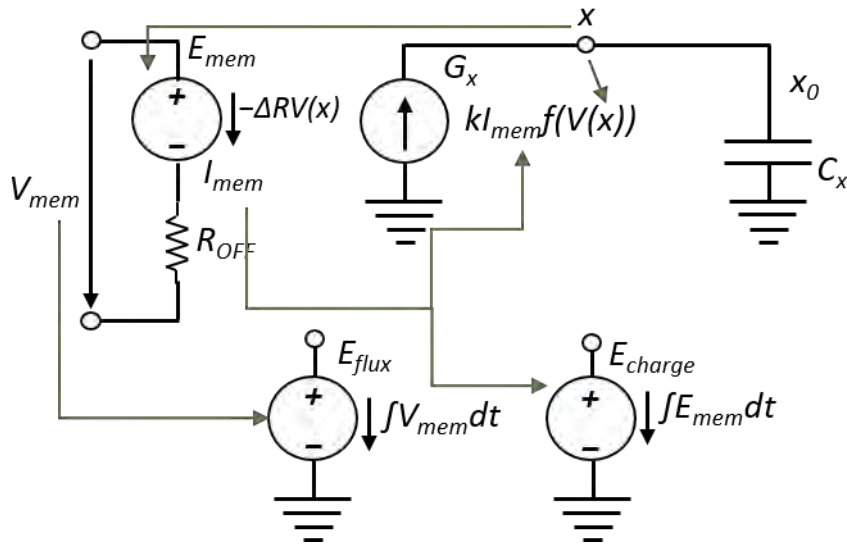 x
E_mem
G_x
x_0
+
−
−ΔRV(x)
kI_mem f(V(x))
I_mem
V_mem
C_x
R_OFF
E_flux
E_charge
+
−
∫V_mem dt
+
−
∫E_mem dt